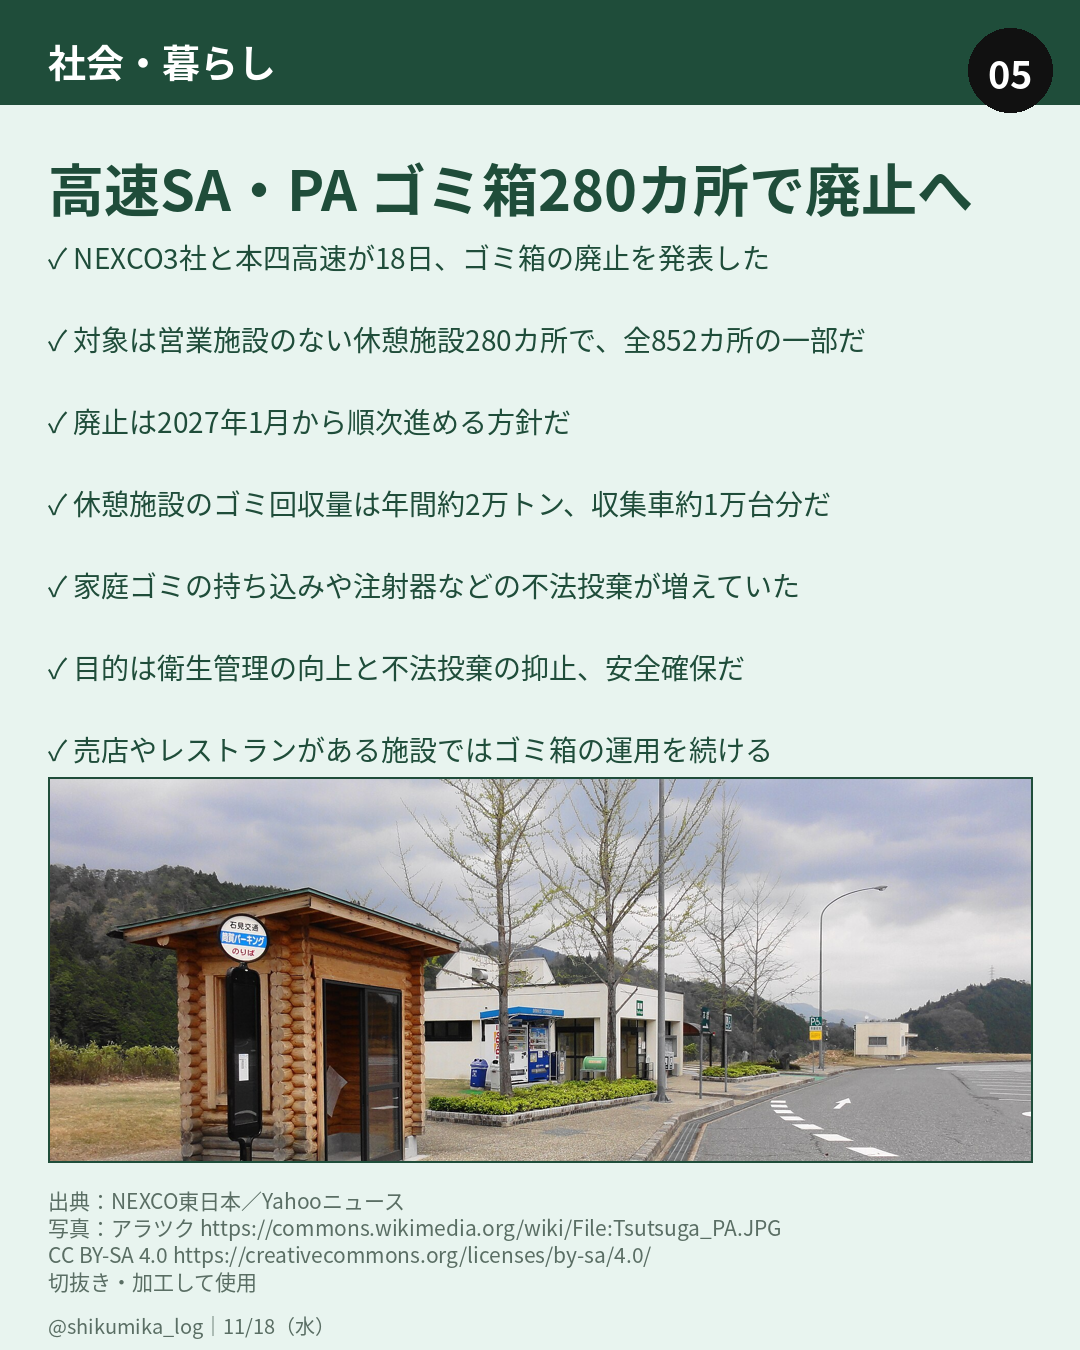 社会・暮らし
05
高速SA・PA ゴミ箱280カ所で廃止へ
✓ NEXCO3社と本四高速が18日、ゴミ箱の廃止を発表した
✓ 対象は営業施設のない休憩施設280カ所で、全852カ所の一部だ
✓ 廃止は2027年1月から順次進める方針だ
✓ 休憩施設のゴミ回収量は年間約2万トン、収集車約1万台分だ
✓ 家庭ゴミの持ち込みや注射器などの不法投棄が増えていた
✓ 目的は衛生管理の向上と不法投棄の抑止、安全確保だ
✓ 売店やレストランがある施設ではゴミ箱の運用を続ける
石見交通
筒賀パーキング
のりば
出典：NEXCO東日本／Yahooニュース
写真：アラツク https://commons.wikimedia.org/wiki/File:Tsutsuga_PA.JPG
CC BY-SA 4.0 https://creativecommons.org/licenses/by-sa/4.0/
切抜き・加工して使用
@shikumika_log｜11/18（水）